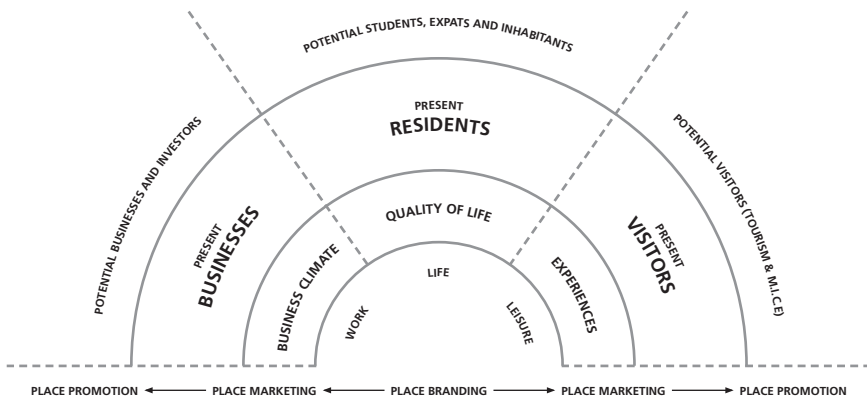 POTENTIAL STUDENTS, EXPATS AND INHABITANTS
PRESENT
RESIDENTS
POTENTIAL BUSINESSES AND INVESTORS
PRESENT
BUSINESSES
POTENTIAL VISITORS (TOURISM & M.I.C.E)
PRESENT
VISITORS
QUALITY OF LIFE
BUSINESS CLIMATE
EXPERIENCES
LIFE
WORK
LEISURE
PLACE PROMOTION PLACE MARKETING PLACE BRANDING PLACE MARKETING PLACE PROMOTION